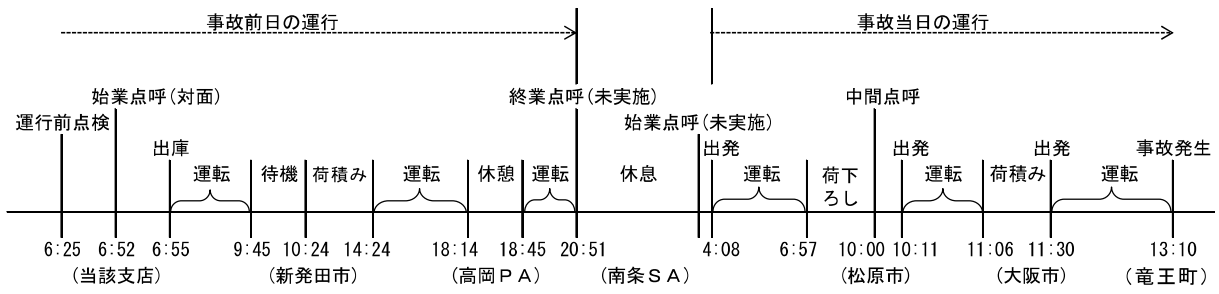 事故前日の運行
事故当日の運行
始業点呼(対面)
終業点呼(未実施)
中間点呼
運行前点検
始業点呼(未実施)
出庫
出発
出発
出発
事故発生
運転
待機
荷積み
運転
休憩
運転
休息
運転
荷下
ろし
運転
荷積み
運転
6:25 6:52 6:55 9:45 10:24 14:24 18:14 18:45 20:51 4:08 6:57 10:00 10:11 11:06 11:30 13:10
(当該支店) (新発田市) (高岡PA) (南条SA) (松原市) (大阪市) (竜王町)